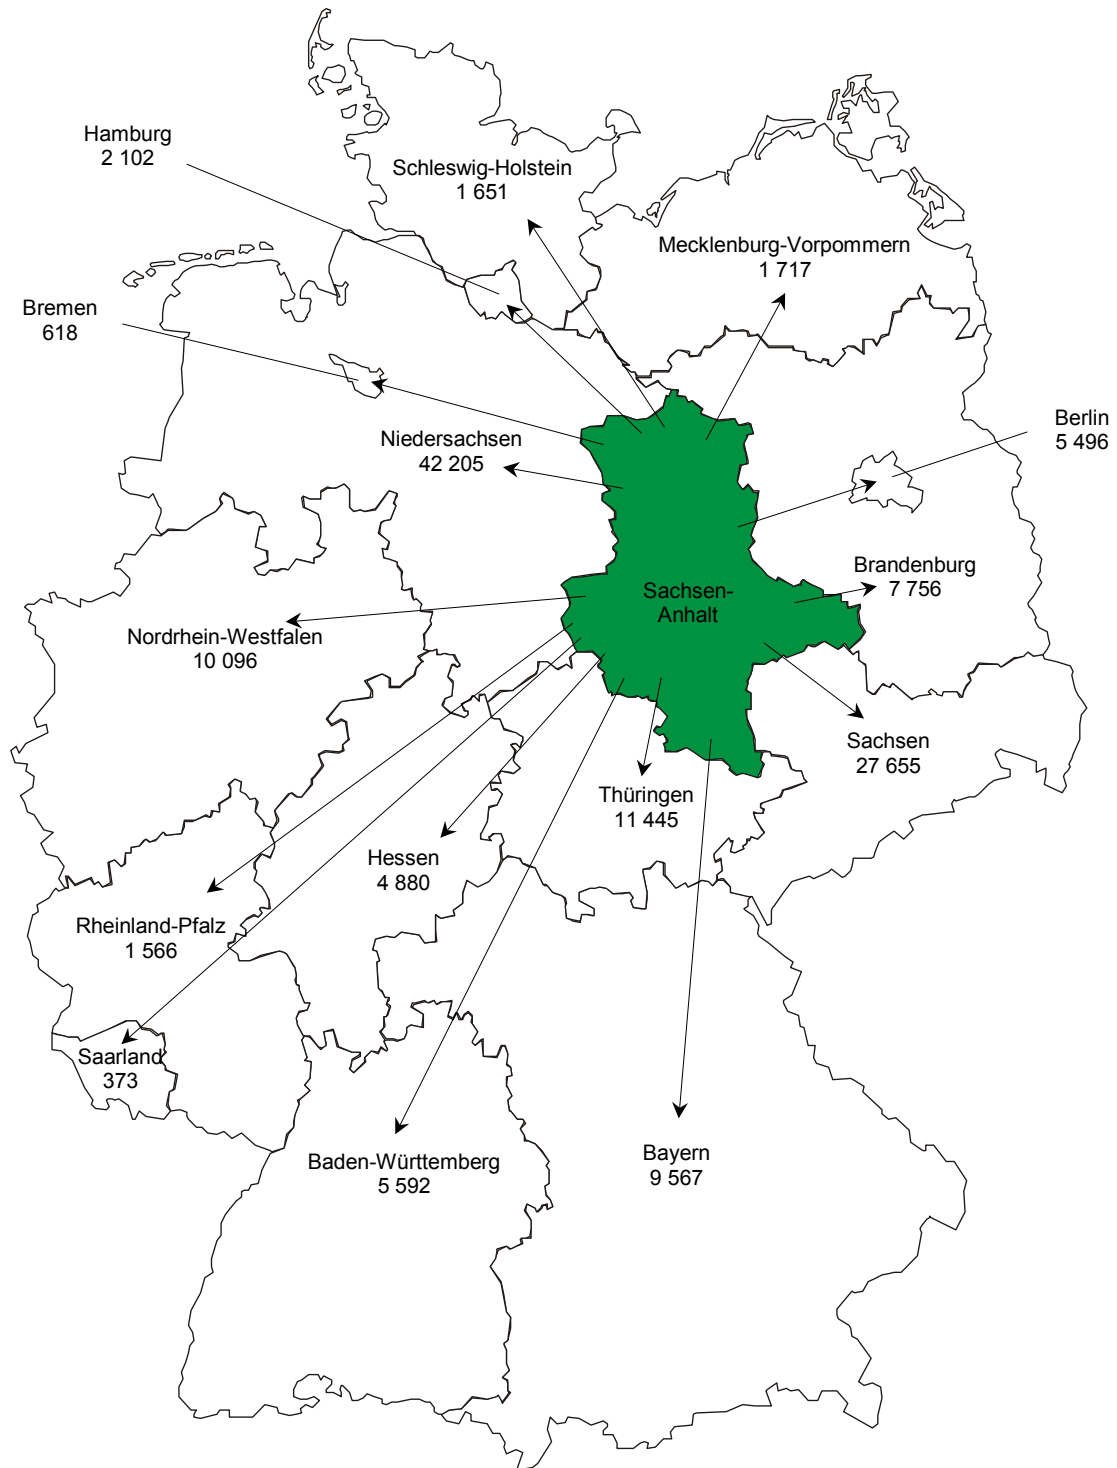 Hamburg
2 102
Schleswig-Holstein
1 651
Mecklenburg-Vorpommern
1 717
Bremen
618
Berlin
5 496
Niedersachsen
42 205
Brandenburg
7 756
Sachsen-
Anhalt
Nordrhein-Westfalen
10 096
Sachsen
27 655
Thüringen
11 445
Hessen
4 880
Rheinland-Pfalz
1 566
Saarland
373
Baden-Württemberg
5 592
Bayern
9 567